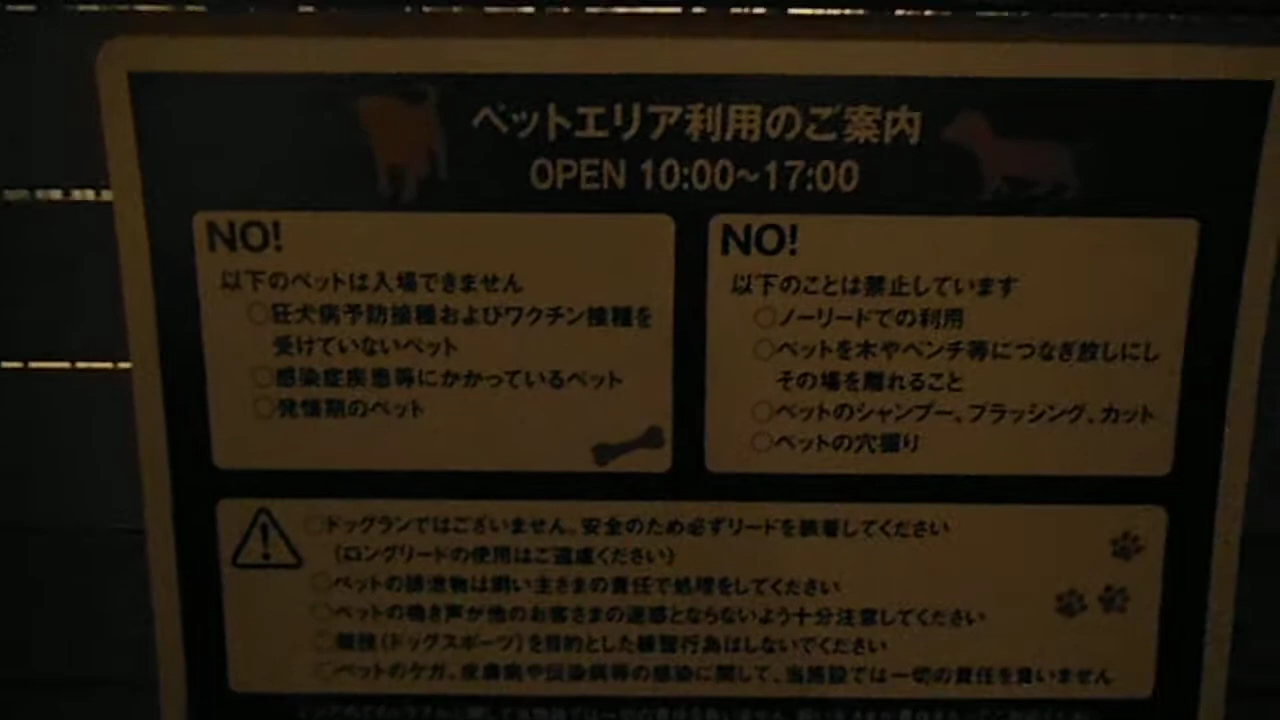 ペットエリア利用のご案内
OPEN 10:00~17:00
NO!
以下のペットは入場できません
○狂犬病予防接種およびワクチン接種を
受けていないペット
○感染症疾患等にかかっているペット
○発情期のペット
NO!
以下のことは禁止しています
○ノーリードでの利用
○ペットを木やベンチ等につなぎ放しにし
その場を離れること
○ペットのシャンプー、ブラッシング、カット
○ペットの穴掘り
○ドッグランではございません。安全のため必ずリードを装着してください
(ロングリードの使用はご遠慮ください)
○ペットの排泄物は飼い主さまの責任で処理をしてください
○ペットの鳴き声が他のお客さまの迷惑とならないよう十分注意してください
○競技(ドッグスポーツ)を目的とした練習行為はしないでください
○ペットのケガ、皮膚病や伝染病等の感染に関して、当施設では一切の責任を負いません